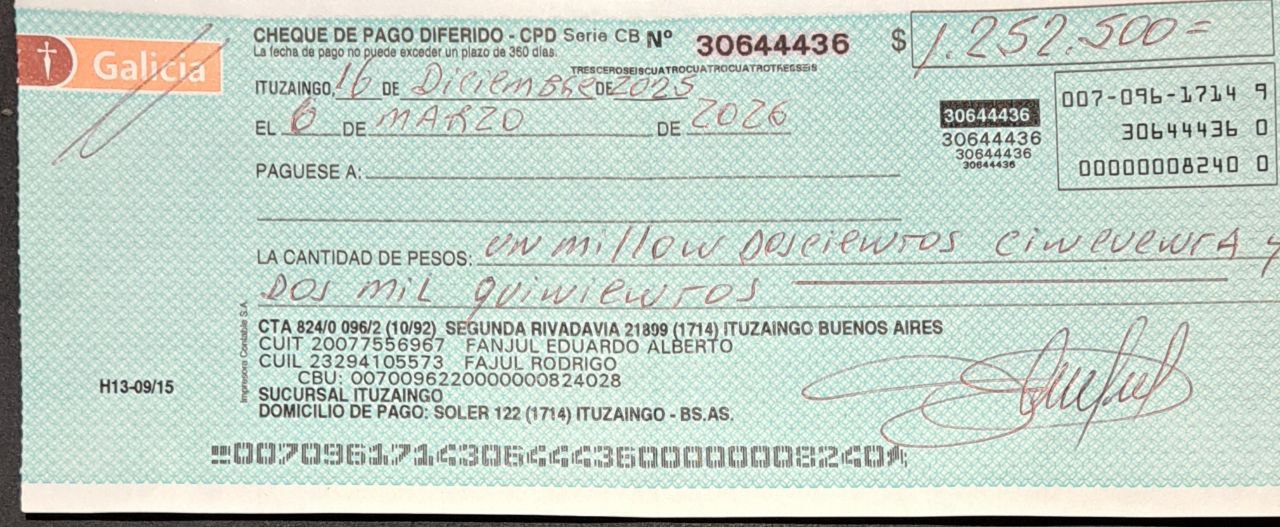 Galicia
CHEQUE DE PAGO DIFERIDO - CPD Serie CB Nº 30644436 $ 1.252.500=
La fecha de pago no puede exceder un plazo de 360 días.
TRESCEROSEISCUATROCUATROCUATROTRESSEIS
ITUZAINGO, 16 DE Diciembre DE 2025
EL 6 DE MARZO DE 2026
30644436
30644436
30644436
30644436
007-096-1714 9
30644436 0
00000008240 0
PAGUESE A:
LA CANTIDAD DE PESOS: un millon Doscientos cincuenta y
Dos mil quinientos
CTA 824/0 096/2 (10/92) SEGUNDA RIVADAVIA 21899 (1714) ITUZAINGO BUENOS AIRES
CUIT 20077556967 FANJUL EDUARDO ALBERTO
CUIL 23294105573 FAJUL RODRIGO
CBU: 0070096220000000824028
SUCURSAL ITUZAINGO
DOMICILIO DE PAGO: SOLER 122 (1714) ITUZAINGO - BS.AS.
Impresora Contable S.A.
H13-09/15
00709617143064443600000008240